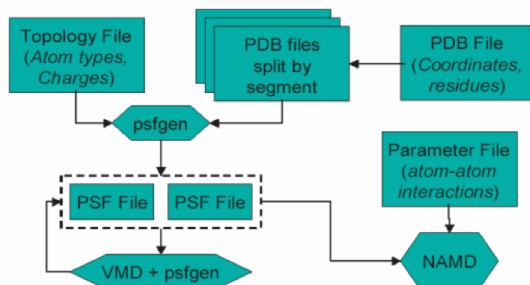 Topology File
(Atom types,
Charges)
PDB files
split by
segment
PDB File
(Coordinates,
residues)
psfgen
Parameter File
(atom-atom
interactions)
PSF File
PSF File
VMD + psfgen
NAMD